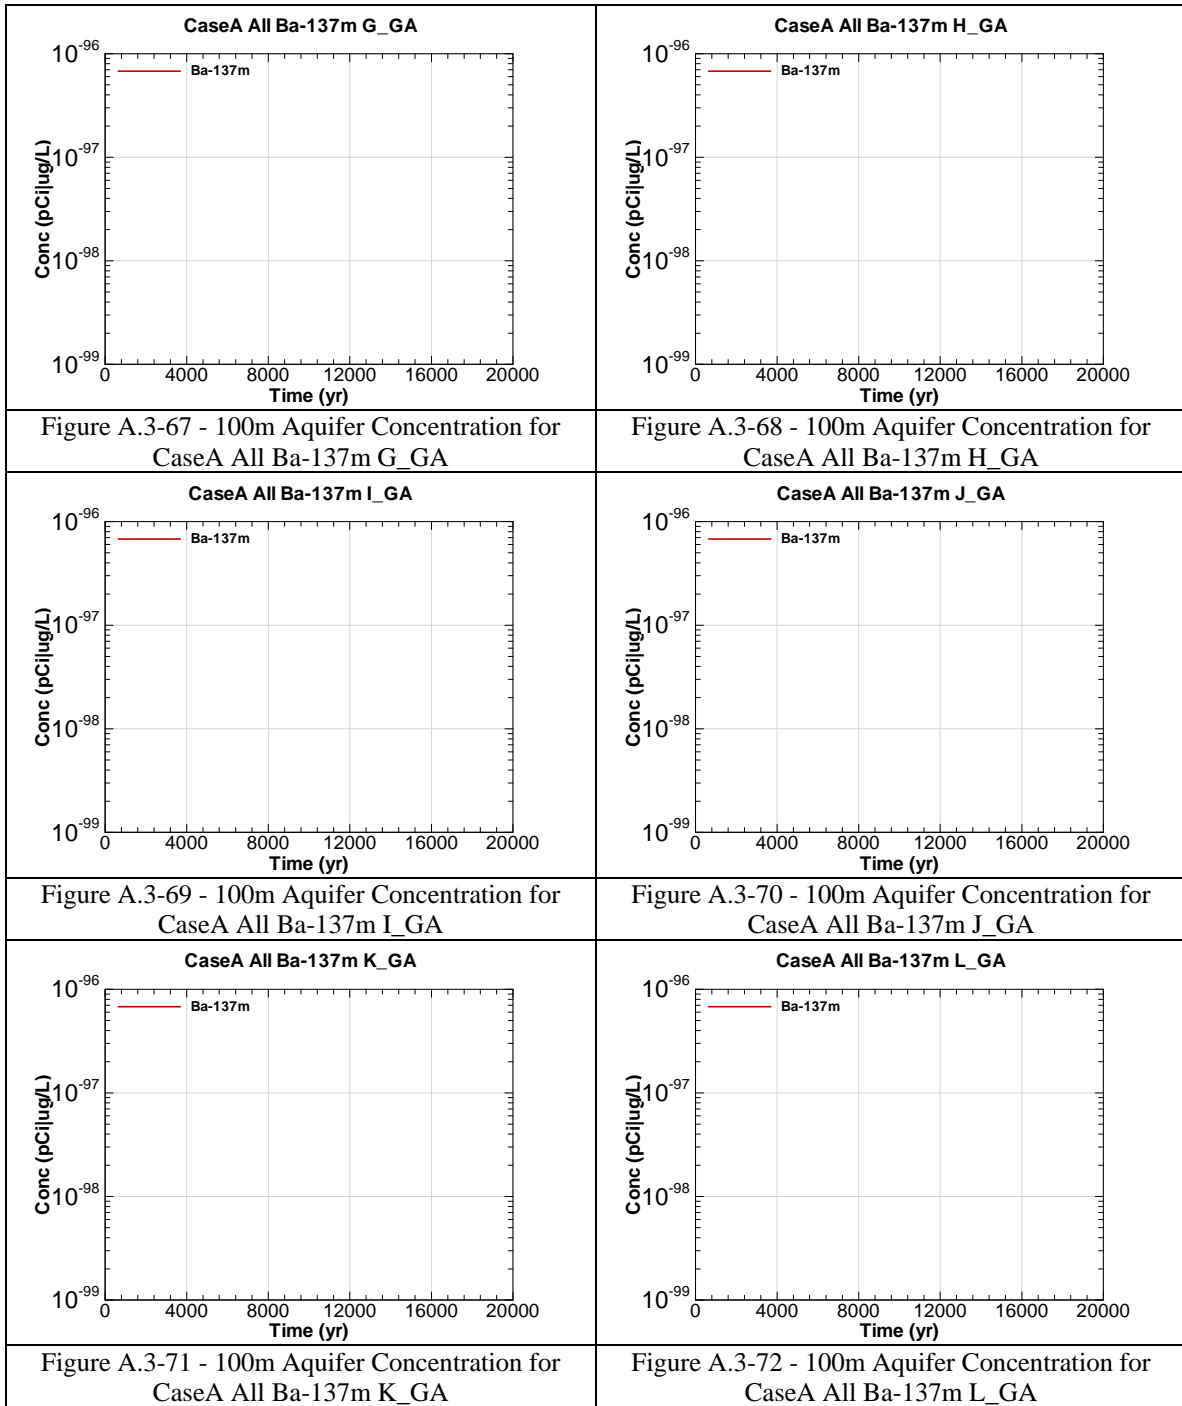 CaseA All Ba-137m G_GA
10-96
Ba-137m
10-97
Conc (pCi|ug/L)
10-98
10-99
0 4000 8000 12000 16000 20000
Time (yr)
Figure A.3-67 - 100m Aquifer Concentration for
CaseA All Ba-137m G_GA
CaseA All Ba-137m H_GA
10-96
Ba-137m
10-97
Conc (pCi|ug/L)
10-98
10-99
0 4000 8000 12000 16000 20000
Time (yr)
Figure A.3-68 - 100m Aquifer Concentration for
CaseA All Ba-137m H_GA
CaseA All Ba-137m I_GA
10-96
Ba-137m
10-97
Conc (pCi|ug/L)
10-98
10-99
0 4000 8000 12000 16000 20000
Time (yr)
Figure A.3-69 - 100m Aquifer Concentration for
CaseA All Ba-137m I_GA
CaseA All Ba-137m J_GA
10-96
Ba-137m
10-97
Conc (pCi|ug/L)
10-98
10-99
0 4000 8000 12000 16000 20000
Time (yr)
Figure A.3-70 - 100m Aquifer Concentration for
CaseA All Ba-137m J_GA
CaseA All Ba-137m K_GA
10-96
Ba-137m
10-97
Conc (pCi|ug/L)
10-98
10-99
0 4000 8000 12000 16000 20000
Time (yr)
Figure A.3-71 - 100m Aquifer Concentration for
CaseA All Ba-137m K_GA
CaseA All Ba-137m L_GA
10-96
Ba-137m
10-97
Conc (pCi|ug/L)
10-98
10-99
0 4000 8000 12000 16000 20000
Time (yr)
Figure A.3-72 - 100m Aquifer Concentration for
CaseA All Ba-137m L_GA